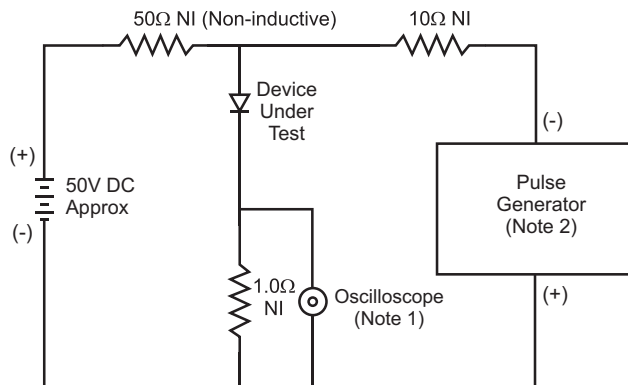 50Ω NI (Non-inductive)
10Ω NI
Device
Under
Test
(+)
50V DC
Approx
(-)
(-)
Pulse
Generator
(Note 2)
(+)
1.0Ω
NI
Oscilloscope
(Note 1)